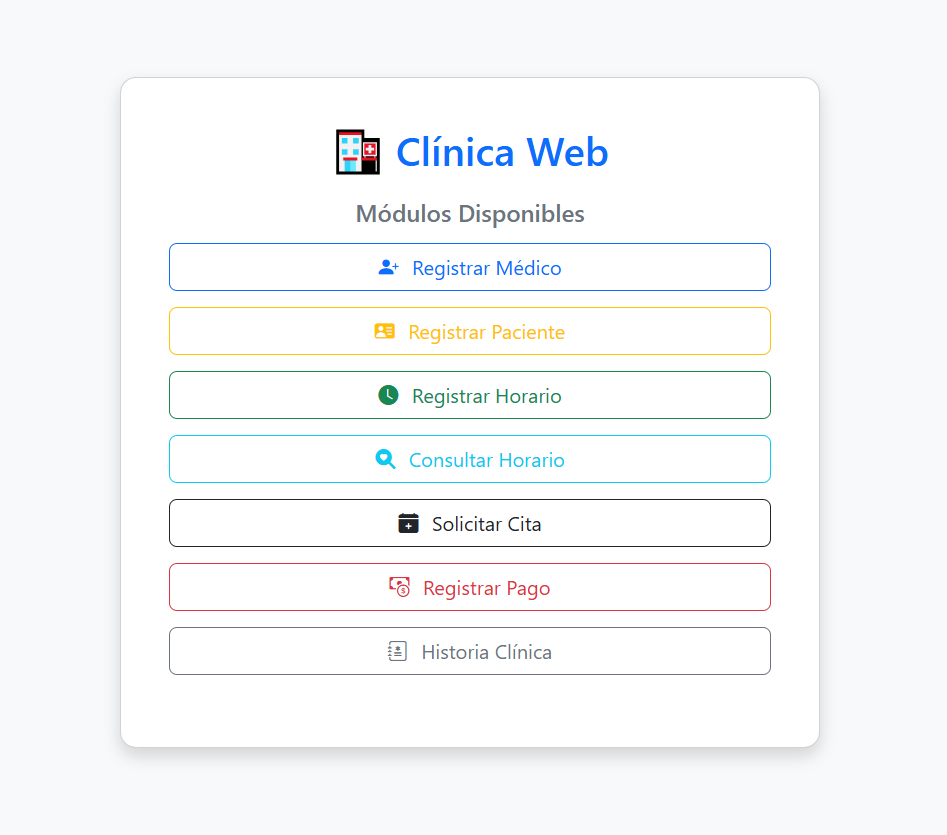 Clínica Web
Módulos Disponibles
Registrar Médico
Registrar Paciente
Registrar Horario
Consultar Horario
Solicitar Cita
Registrar Pago
Historia Clínica